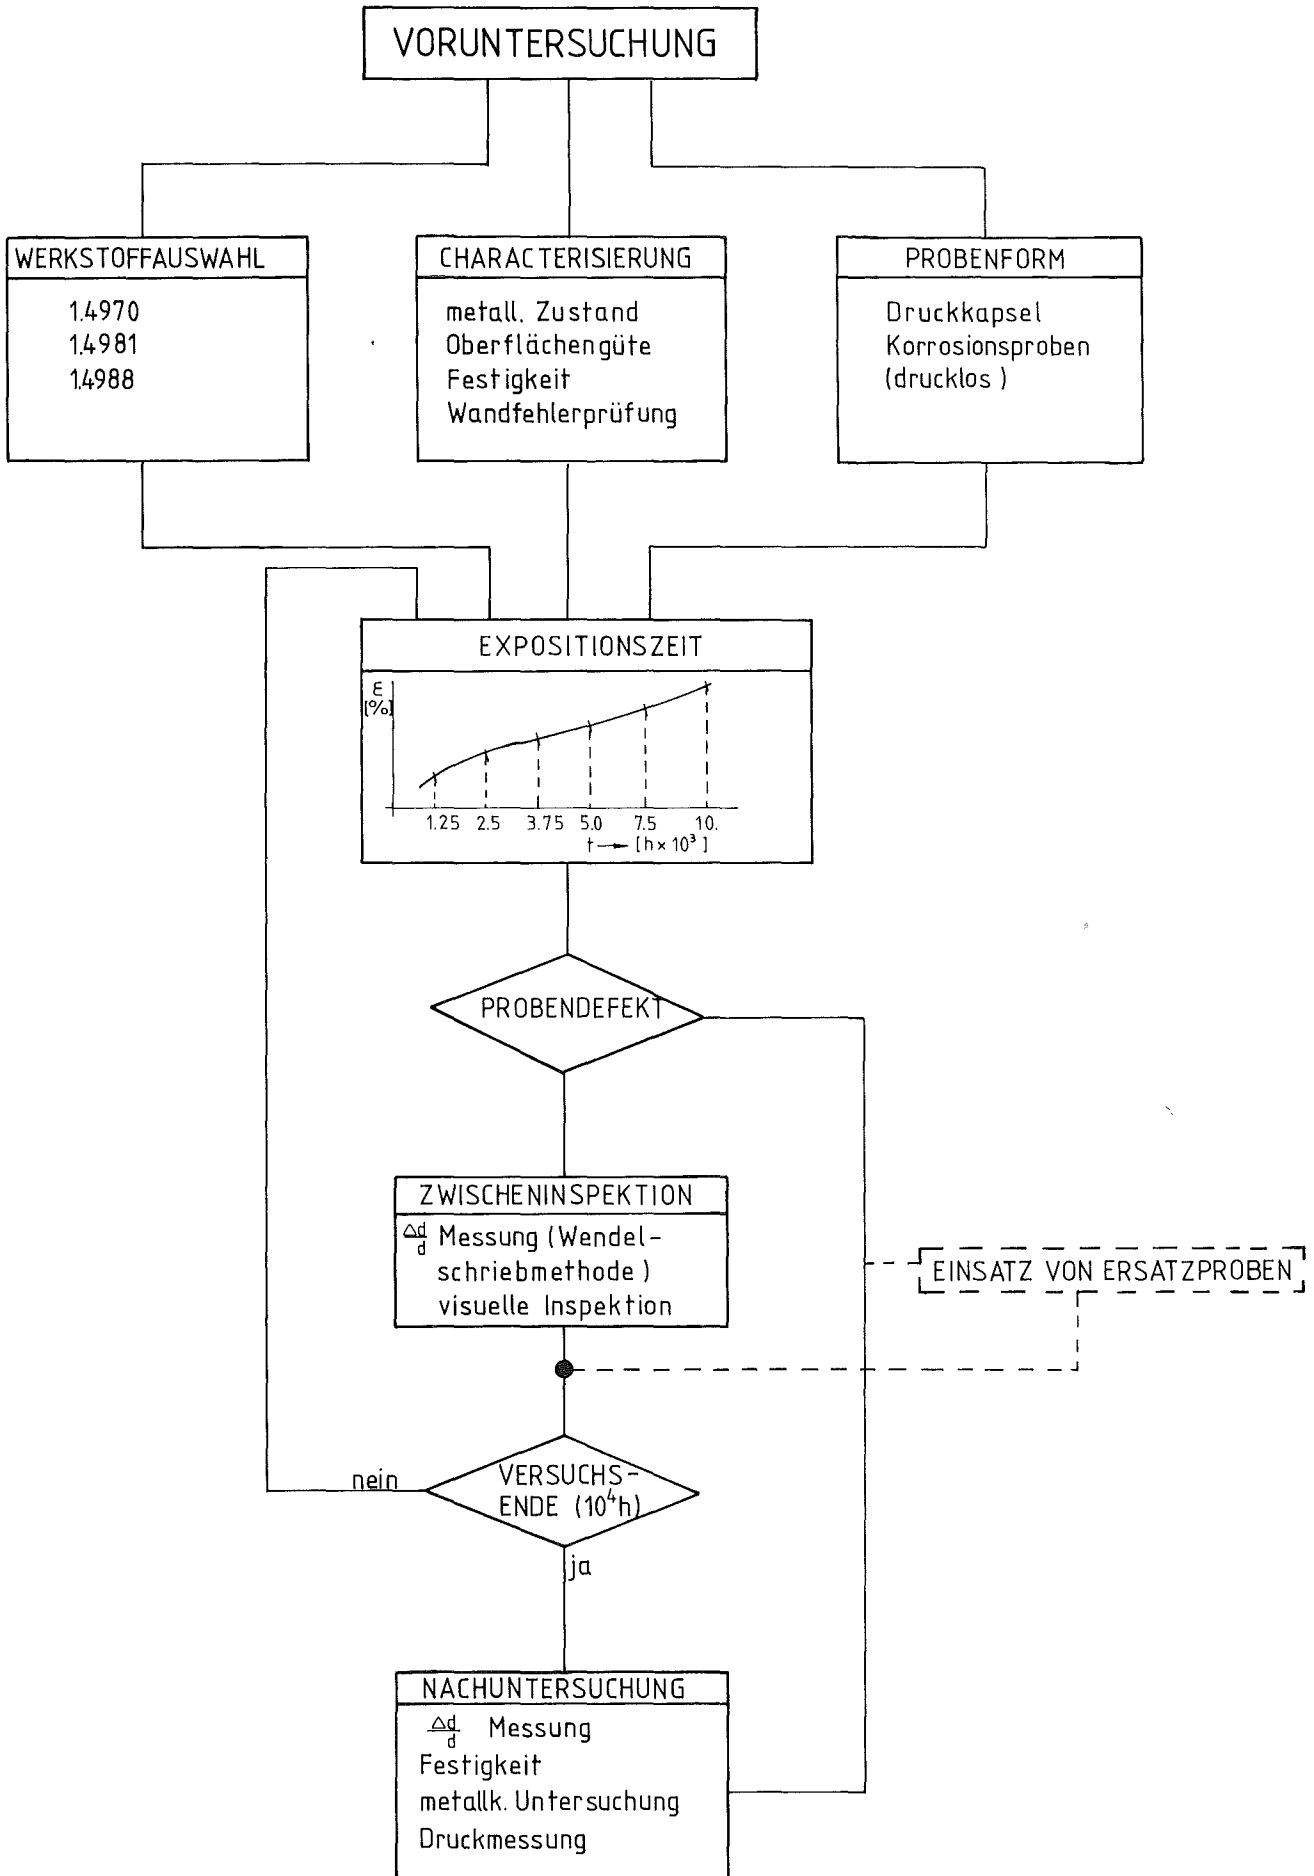 VORUNTERSUCHUNG
WERKSTOFFAUSWAHL
1.4970
1.4981
1.4988
CHARACTERISIERUNG
metall. Zustand
Oberflächengüte
Festigkeit
Wandfehlerprüfung
PROBENFORM
Druckkapsel
Korrosionsproben
(drucklos)
EXPOSITIONSZEIT
ε
[%]
1.25 2.5 3.75 5.0 7.5 10.
t → [h × 10³]
PROBENDEFEKT
ZWISCHENINSPEKTION
Δd/d Messung (Wendel-
schriebmethode)
visuelle Inspektion
EINSATZ VON ERSATZPROBEN
nein
VERSUCHS-
ENDE (10⁴h)
ja
NACHUNTERSUCHUNG
Δd/d Messung
Festigkeit
metallk. Untersuchung
Druckmessung